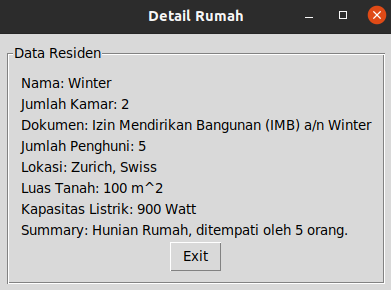 Detail Rumah
Data Residen
Nama: Winter
Jumlah Kamar: 2
Dokumen: Izin Mendirikan Bangunan (IMB) a/n Winter
Jumlah Penghuni: 5
Lokasi: Zurich, Swiss
Luas Tanah: 100 m^2
Kapasitas Listrik: 900 Watt
Summary: Hunian Rumah, ditempati oleh 5 orang.
Exit